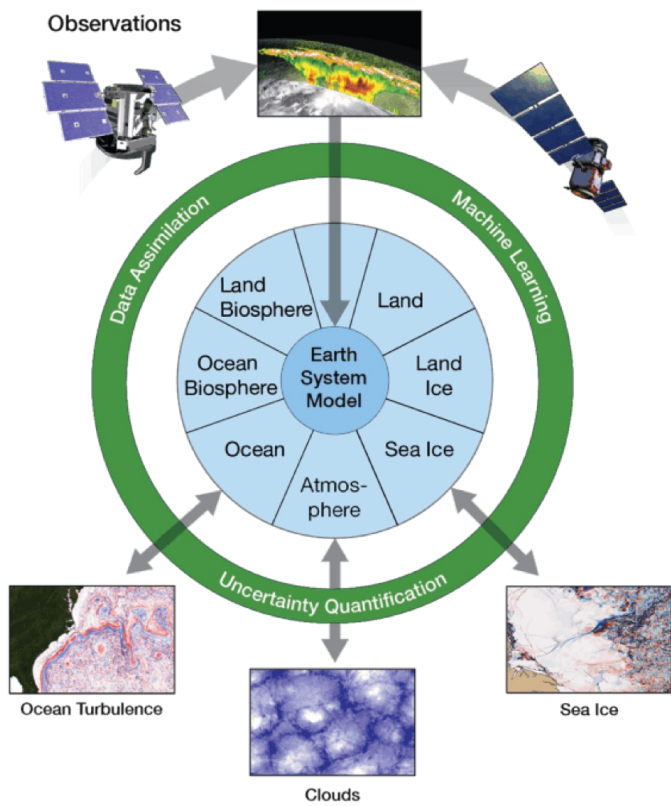 Observations
Data Assimilation
Machine Learning
Land
Biosphere
Land
Ocean
Biosphere
Earth
System
Model
Land
Ice
Ocean
Sea Ice
Atmos-
phere
Uncertainty Quantification
Ocean Turbulence
Sea Ice
Clouds